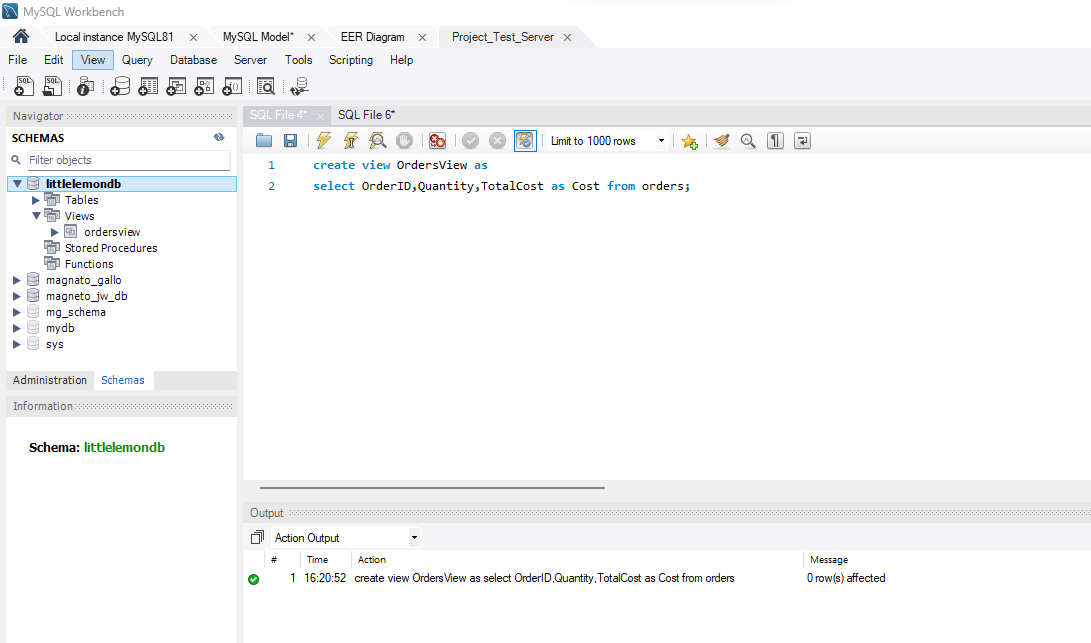 MySQL Workbench
Local instance MySQL81 MySQL Model* EER Diagram Project_Test_Server
File Edit View Query Database Server Tools Scripting Help
Navigator
SCHEMAS
Filter objects
littlelemondb
Tables
Views
ordersview
Stored Procedures
Functions
magnato_gallo
magneto_jw_db
mg_schema
mydb
sys
Administration Schemas
Information
Schema: littlelemondb
SQL File 4* SQL File 6*
Limit to 1000 rows
1 create view OrdersView as
2 select OrderID,Quantity,TotalCost as Cost from orders;
Output
Action Output
# Time Action Message
1 16:20:52 create view OrdersView as select OrderID,Quantity,TotalCost as Cost from orders 0 row(s) affected